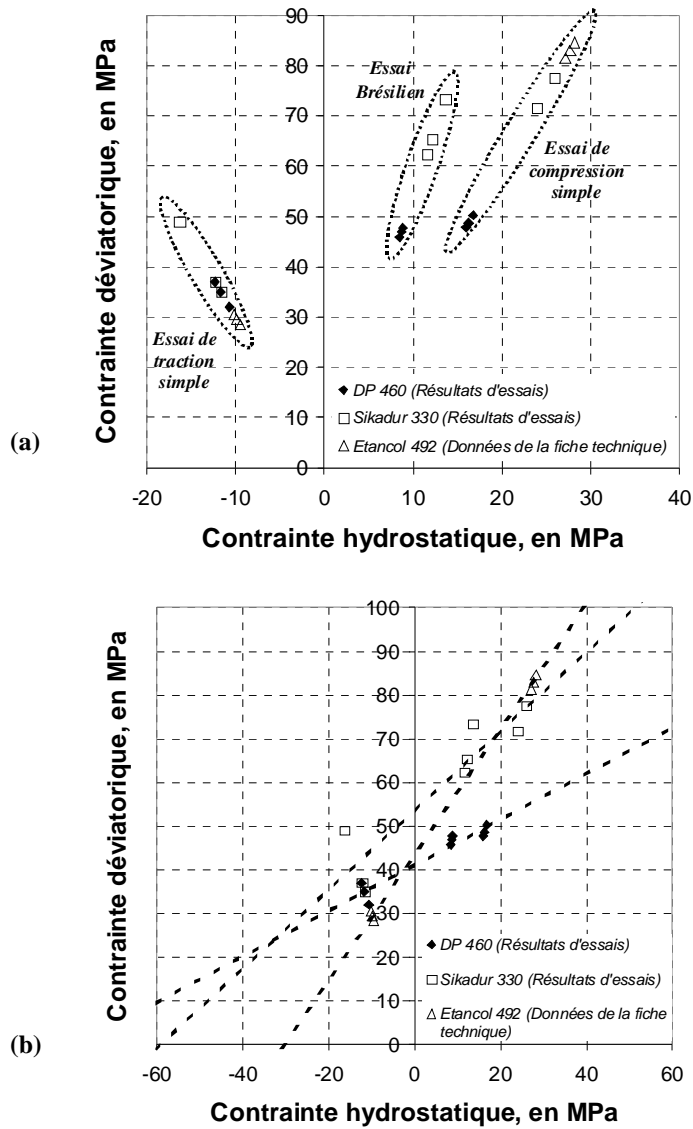 (a)
Contrainte déviatorique, en MPa
90
80
70
60
50
40
30
20
10
0
Essai
Brésilien
Essai de
compression
simple
Essai de
traction
simple
DP 460 (Résultats d'essais)
Sikadur 330 (Résultats d'essais)
Etancol 492 (Données de la fiche technique)
-20 -10 0 10 20 30 40
Contrainte hydrostatique, en MPa
(b)
Contrainte déviatorique, en MPa
100
90
80
70
60
50
40
30
20
10
0
DP 460 (Résultats d'essais)
Sikadur 330 (Résultats d'essais)
Etancol 492 (Données de la fiche
technique)
-60 -40 -20 0 20 40 60
Contrainte hydrostatique, en MPa